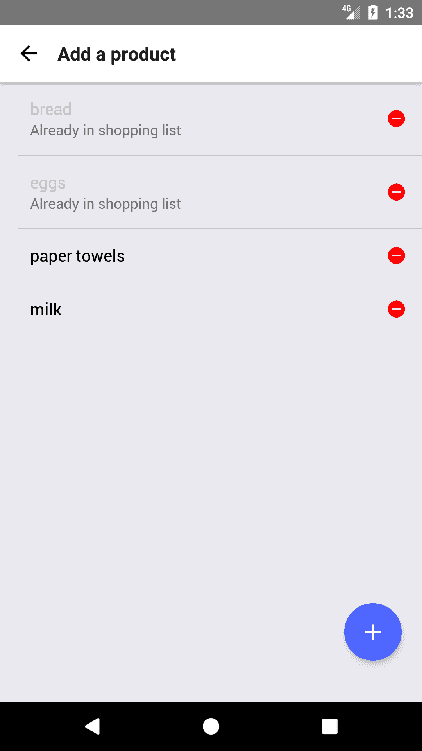 4G 1:33
Add a product
bread
Already in shopping list
eggs
Already in shopping list
paper towels
milk